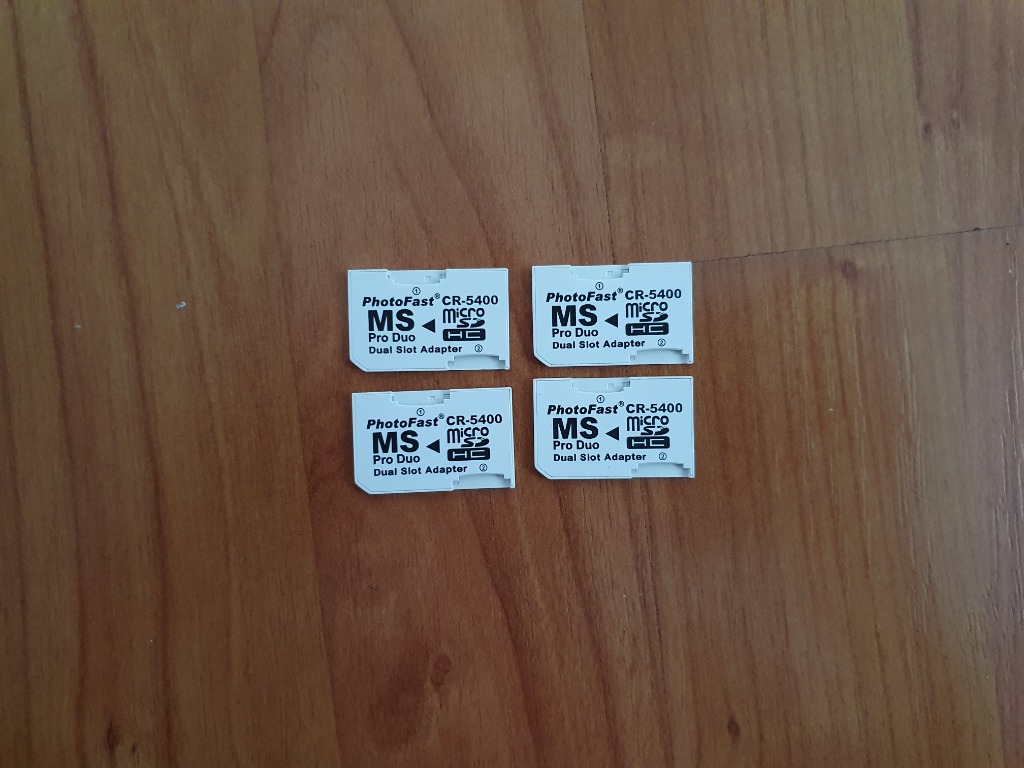 ①
PhotoFast® CR-5400
MS ◄ Micro SD HC
Pro Duo
Dual Slot Adapter ②
①
PhotoFast® CR-5400
MS ◄ Micro SD HC
Pro Duo
Dual Slot Adapter ②
①
PhotoFast® CR-5400
MS ◄ Micro SD HC
Pro Duo
Dual Slot Adapter ②
①
PhotoFast® CR-5400
MS ◄ Micro SD HC
Pro Duo
Dual Slot Adapter ②